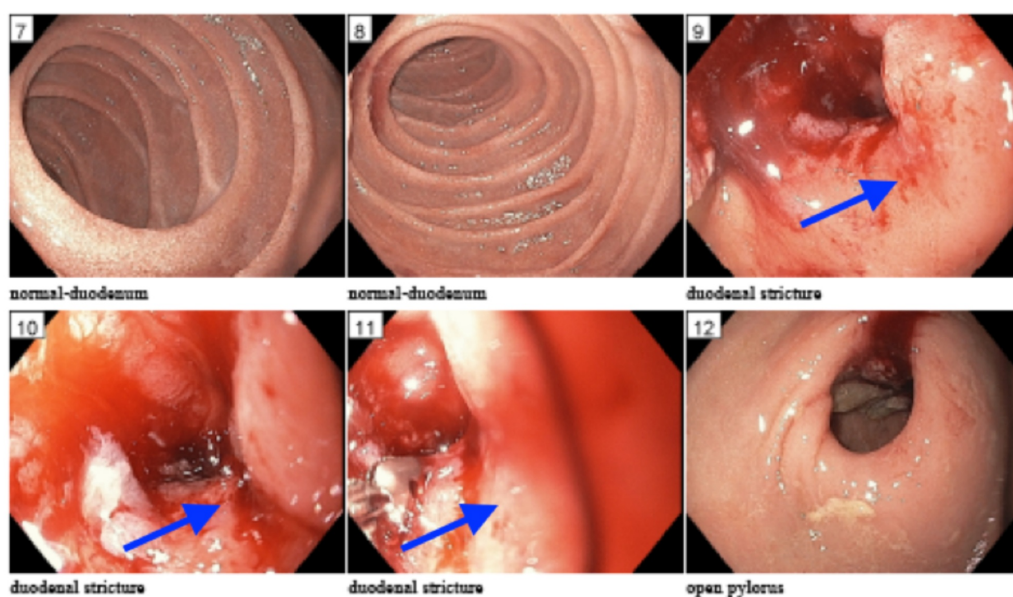 7
8
9
normal-duodenum
normal-duodenum
duodenal stricture
10
11
12
duodenal stricture
duodenal stricture
open pylorus